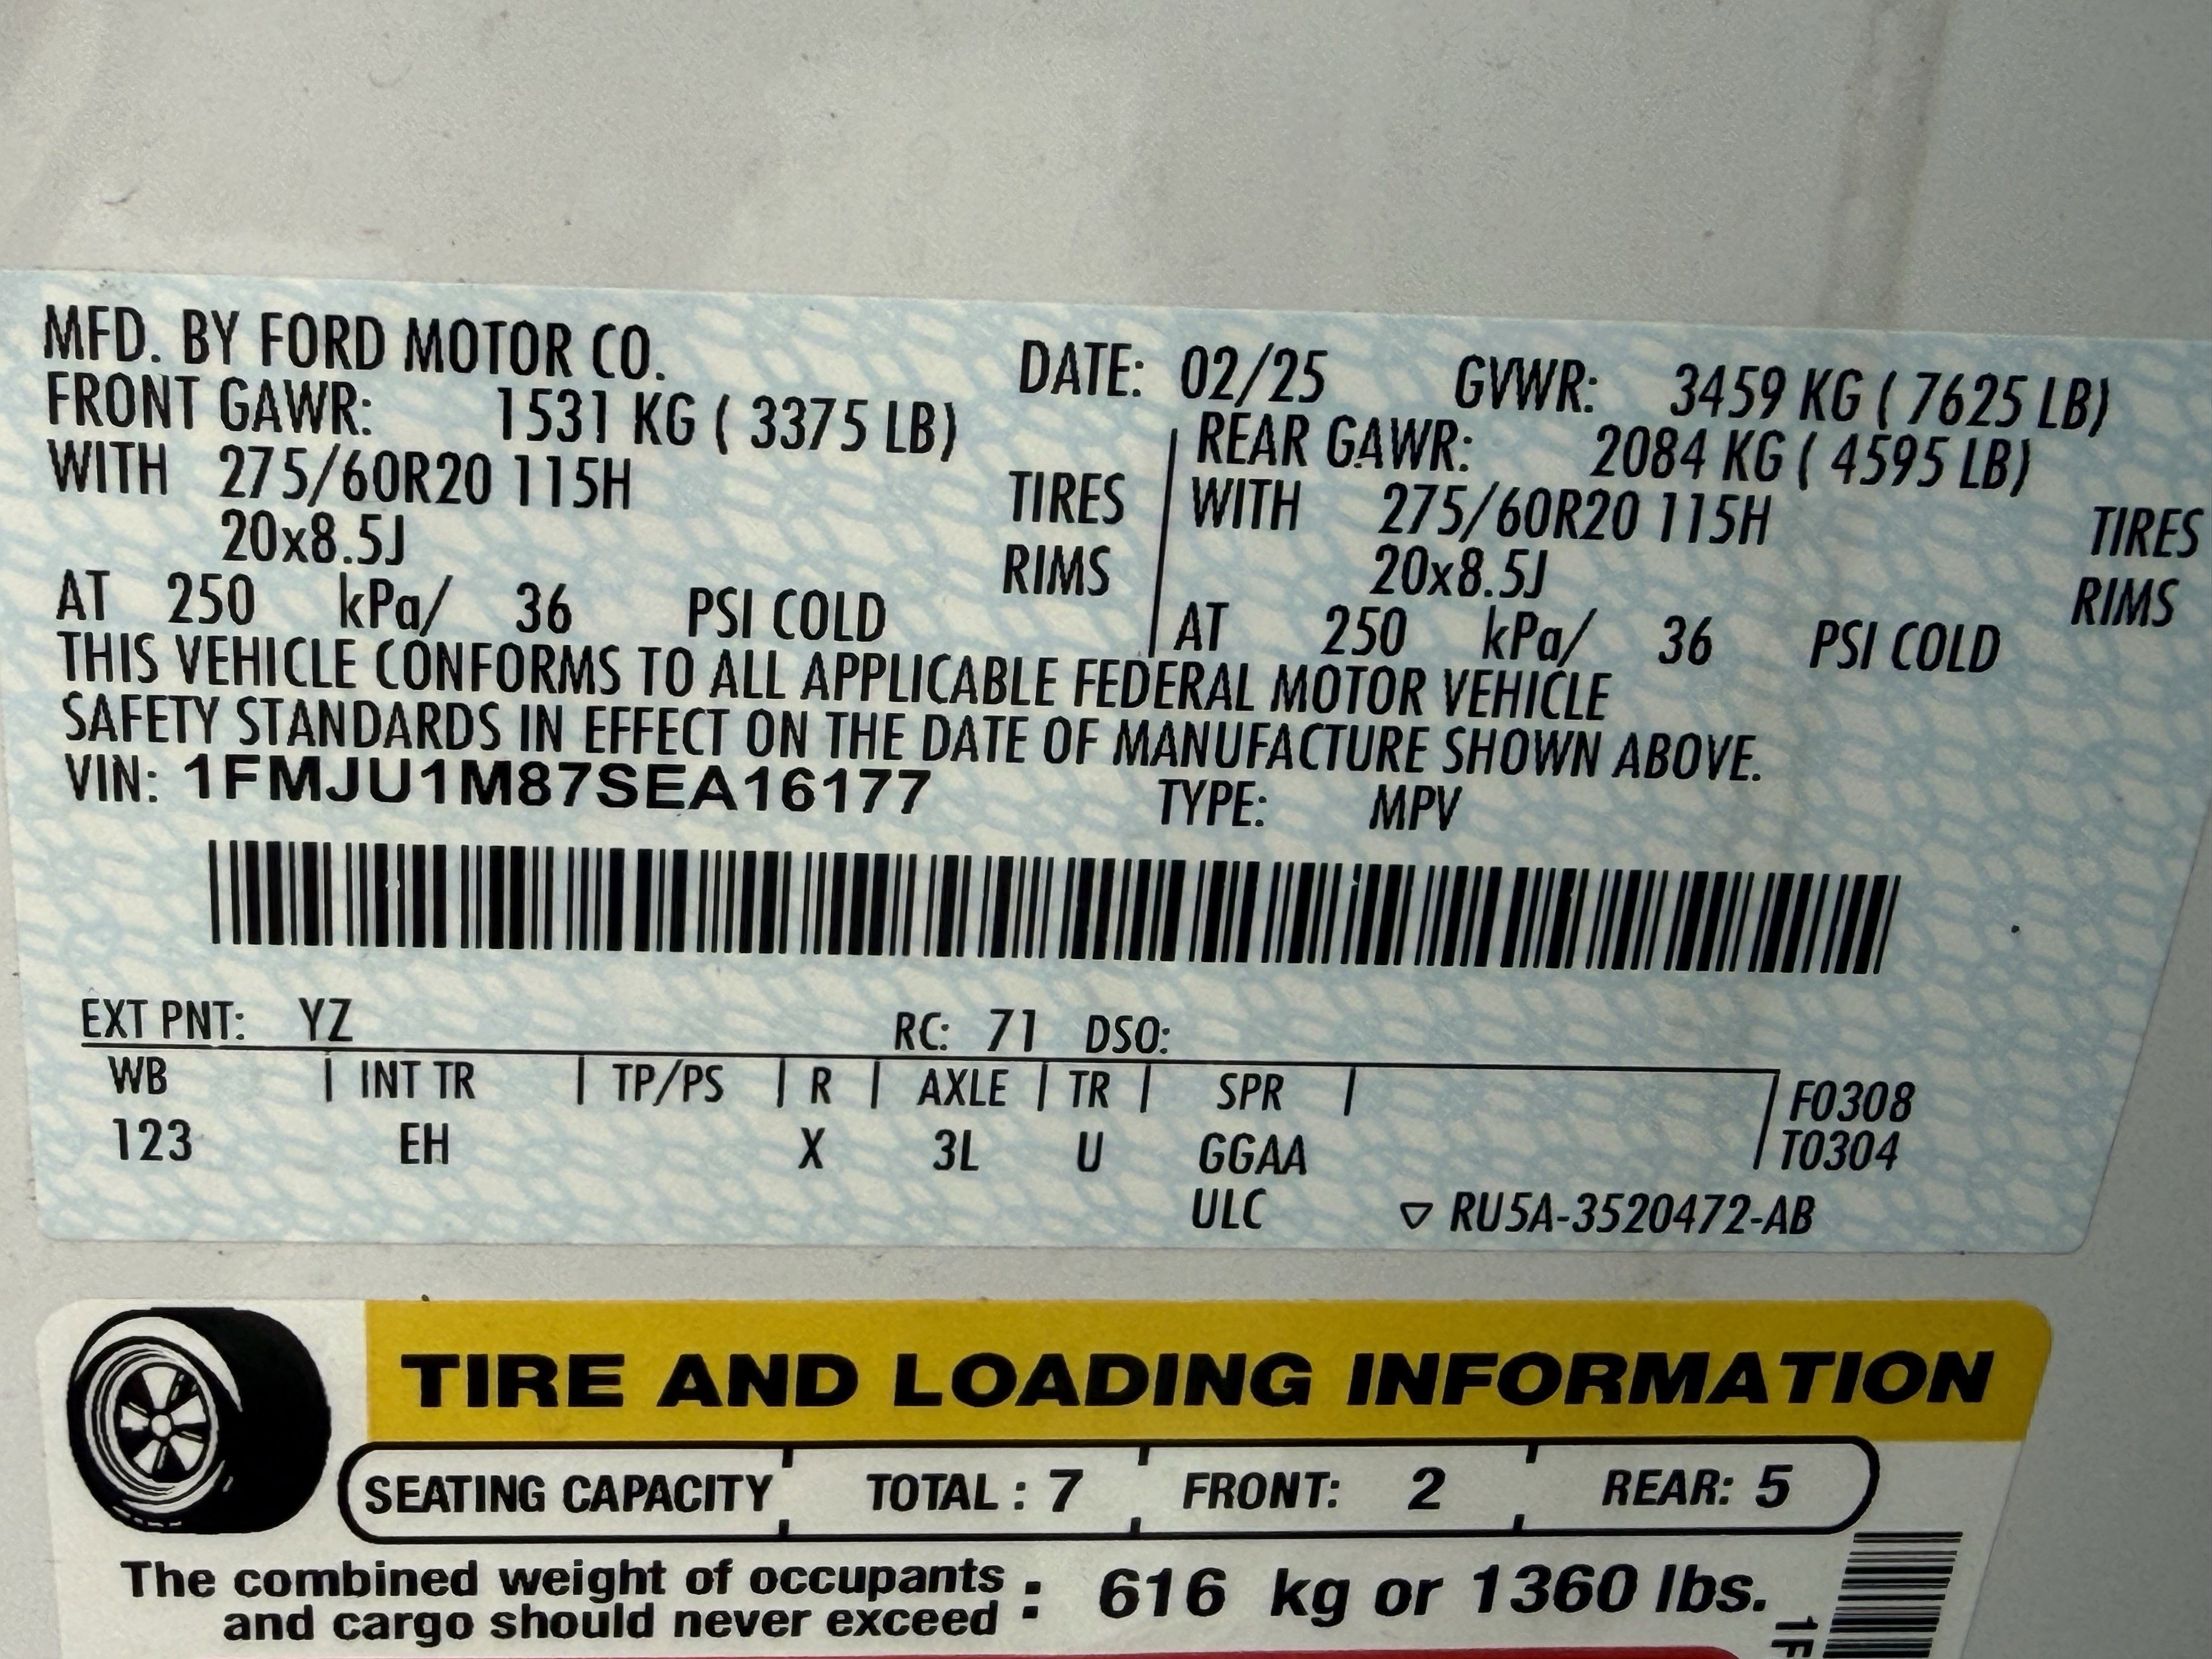 MFD. BY FORD MOTOR CO.
DATE: 02/25 GVWR: 3459 KG ( 7625 LB)
FRONT GAWR: 1531 KG ( 3375 LB)
WITH 275/60R20 115H TIRES
20x8.5J RIMS
AT 250 kPa/ 36 PSI COLD
REAR GAWR: 2084 KG ( 4595 LB)
WITH 275/60R20 115H TIRES
20x8.5J RIMS
AT 250 kPa/ 36 PSI COLD
THIS VEHICLE CONFORMS TO ALL APPLICABLE FEDERAL MOTOR VEHICLE
SAFETY STANDARDS IN EFFECT ON THE DATE OF MANUFACTURE SHOWN ABOVE.
VIN: 1FMJU1M87SEA16177 TYPE: MPV
EXT PNT: YZ RC: 71 DSO:
WB | INT TR | TP/PS | R | AXLE | TR | SPR | F0308
123 EH X 3L U GGAA T0304
ULC ▽ RU5A-3520472-AB
TIRE AND LOADING INFORMATION
SEATING CAPACITY TOTAL : 7 FRONT: 2 REAR: 5
The combined weight of occupants
and cargo should never exceed : 616 kg or 1360 lbs.
1F